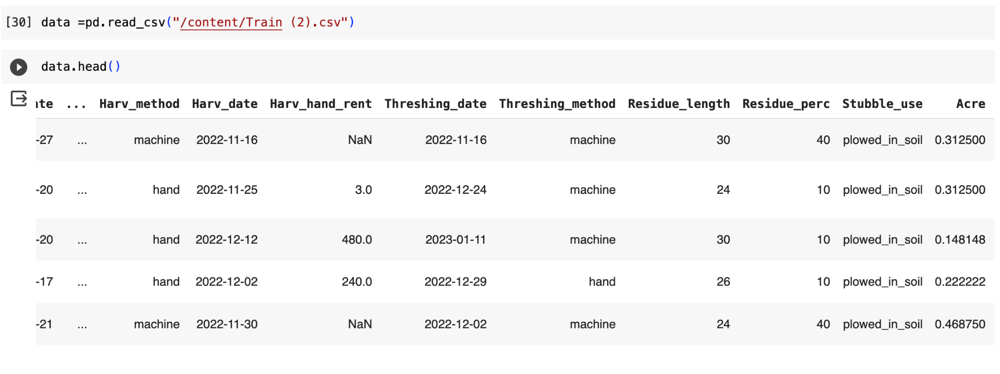 [30] data =pd.read_csv("/content/Train (2).csv")
data.head()
ate ... Harv_method Harv_date Harv_hand_rent Threshing_date Threshing_method Residue_length Residue_perc Stubble_use Acre
-27 ... machine 2022-11-16 NaN 2022-11-16 machine 30 40 plowed_in_soil 0.312500
-20 ... hand 2022-11-25 3.0 2022-12-24 machine 24 10 plowed_in_soil 0.312500
-20 ... hand 2022-12-12 480.0 2023-01-11 machine 30 10 plowed_in_soil 0.148148
-17 ... hand 2022-12-02 240.0 2022-12-29 hand 26 10 plowed_in_soil 0.222222
-21 ... machine 2022-11-30 NaN 2022-12-02 machine 24 40 plowed_in_soil 0.468750